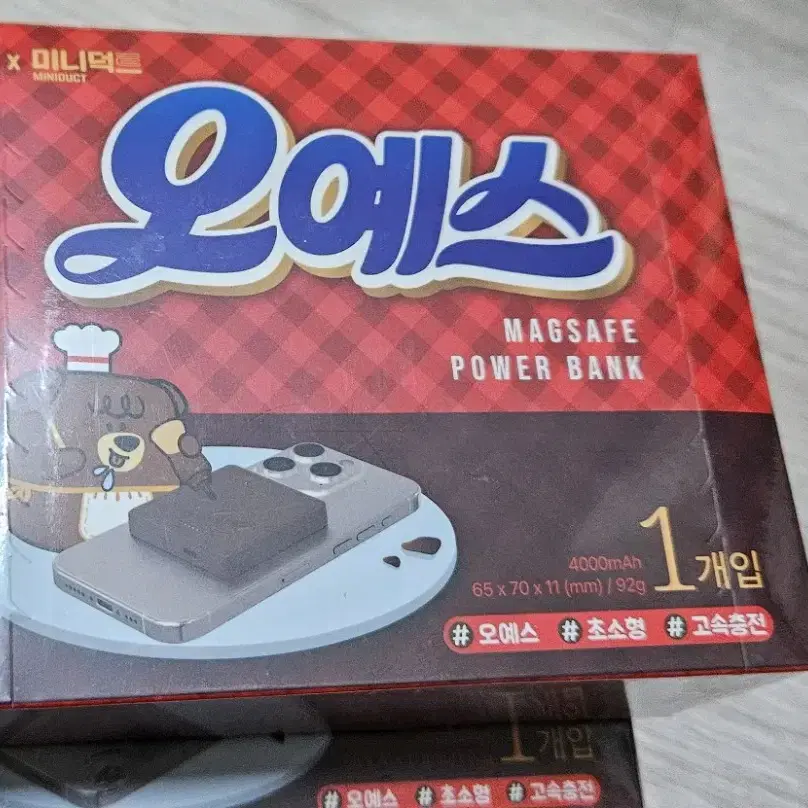 x 미니덕트
MINIDUCT
오예스
MAGSAFE
POWER BANK
4000mAh
65 x 70 x 11 (mm) / 92g
1개입
# 오예스 # 초소형 # 고속충전
1개입
# 오예스 # 초소형 # 고속충전